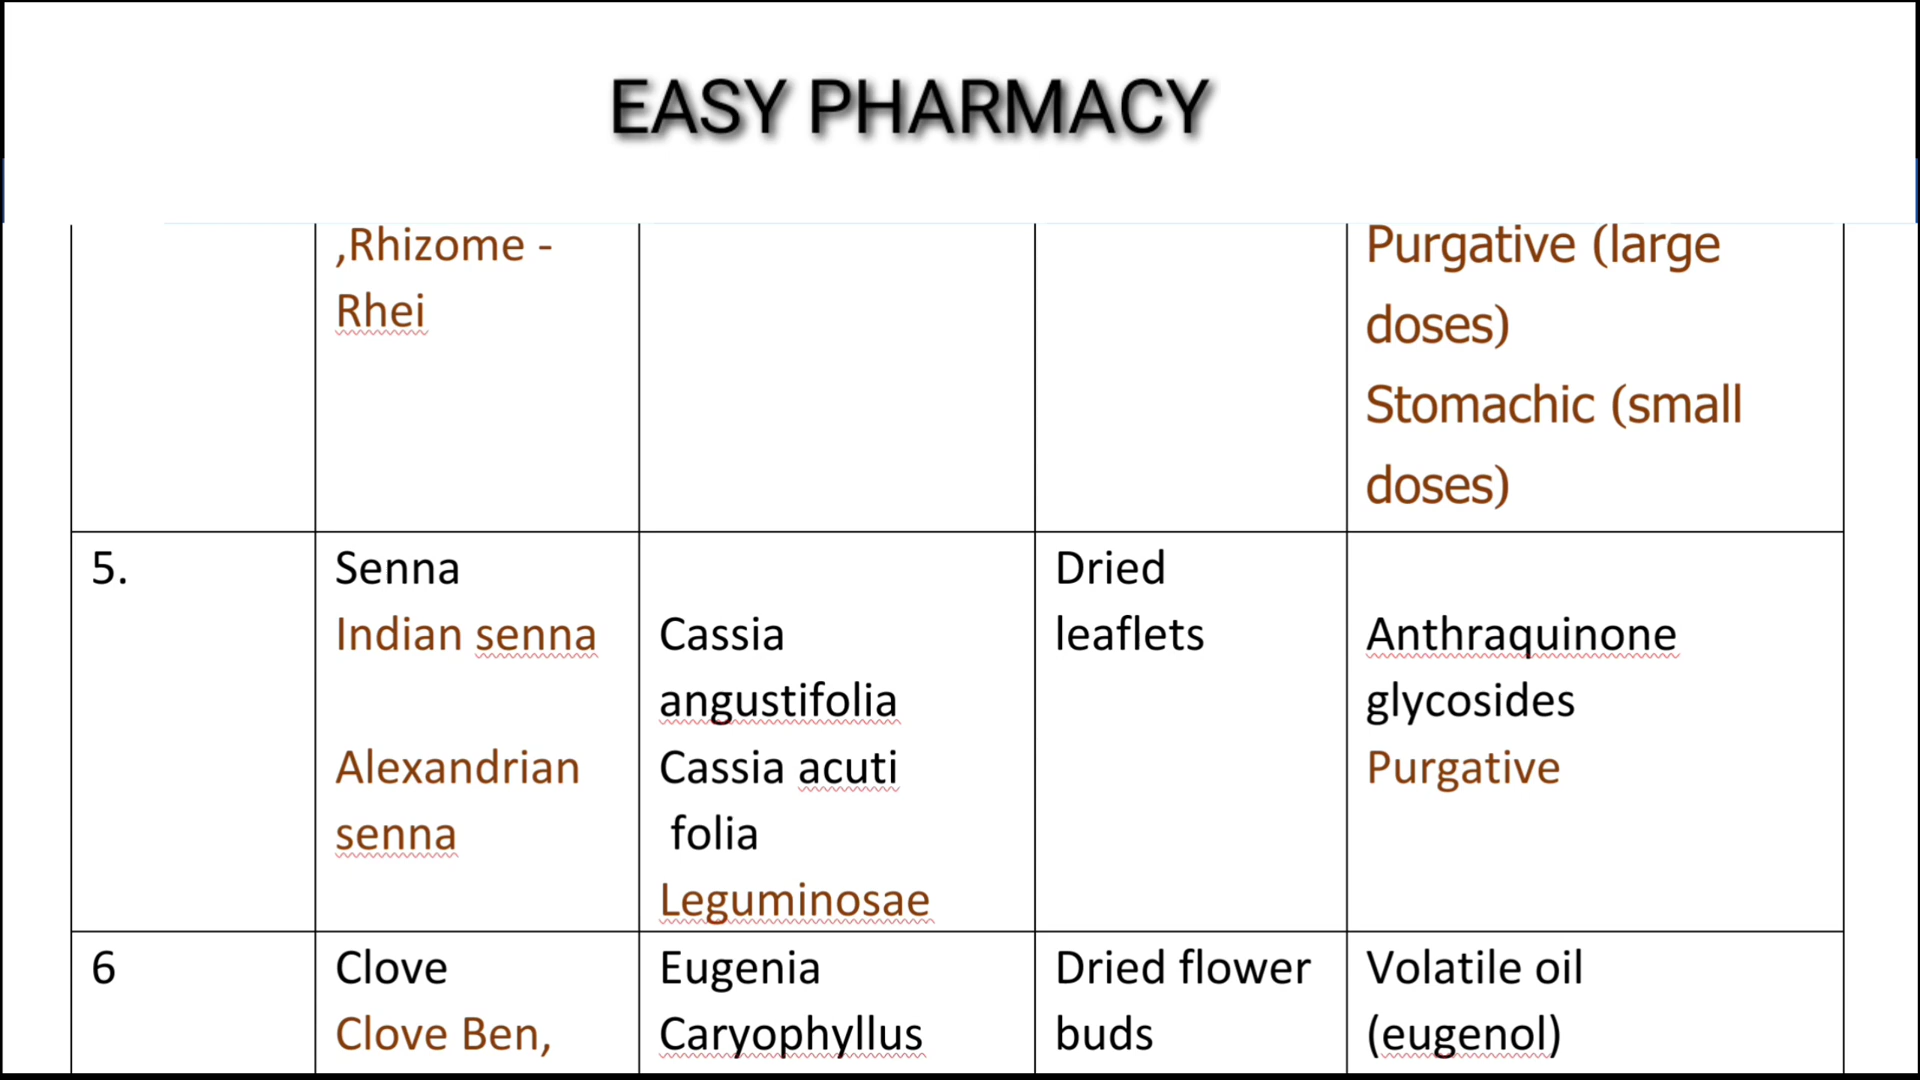 EASY PHARMACY
,Rhizome -
Rhei
Purgative (large
doses)
Stomachic (small
doses)
5.
Senna
Indian senna
Alexandrian
senna
Cassia
angustifolia
Cassia acuti
folia
Leguminosae
Dried
leaflets
Anthraquinone
glycosides
Purgative
6
Clove
Clove Ben,
Eugenia
Caryophyllus
Dried flower
buds
Volatile oil
(eugenol)